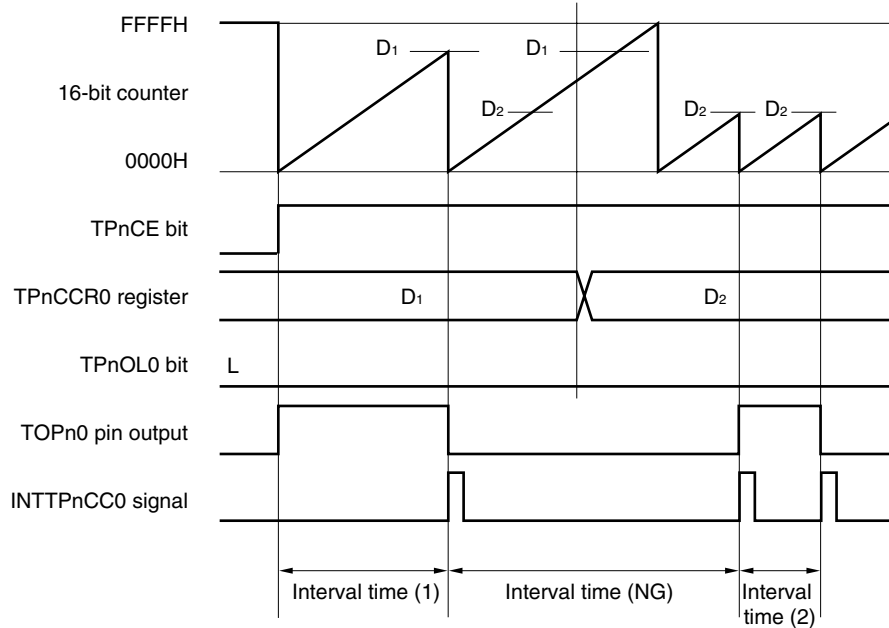 FFFFH
D₁
D₁
16-bit counter
D₂
D₂
D₂
0000H
TPnCE bit
TPnCCR0 register
D₁
D₂
TPnOL0 bit
L
TOPn0 pin output
INTTPnCC0 signal
Interval time (1)
Interval time (NG)
Interval
time (2)